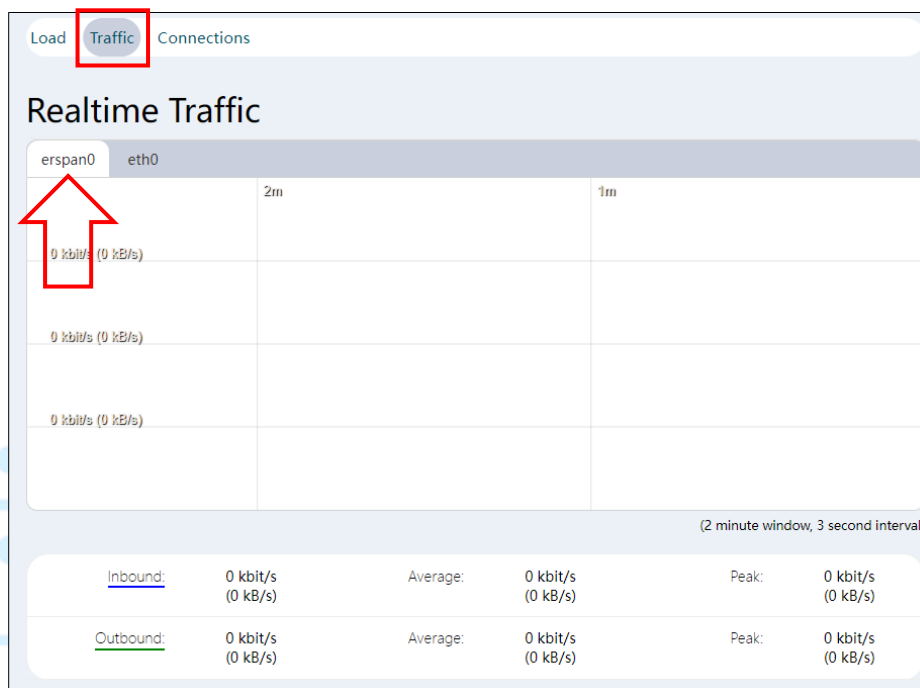 Load Traffic Connections
Realtime Traffic
erspan0 eth0
2m 1m
0 kbit/s (0 kB/s)
0 kbit/s (0 kB/s)
0 kbit/s (0 kB/s)
(2 minute window, 3 second interval
Inbound: 0 kbit/s Average: 0 kbit/s Peak: 0 kbit/s
(0 kB/s) (0 kB/s) (0 kB/s)
Outbound: 0 kbit/s Average: 0 kbit/s Peak: 0 kbit/s
(0 kB/s) (0 kB/s) (0 kB/s)